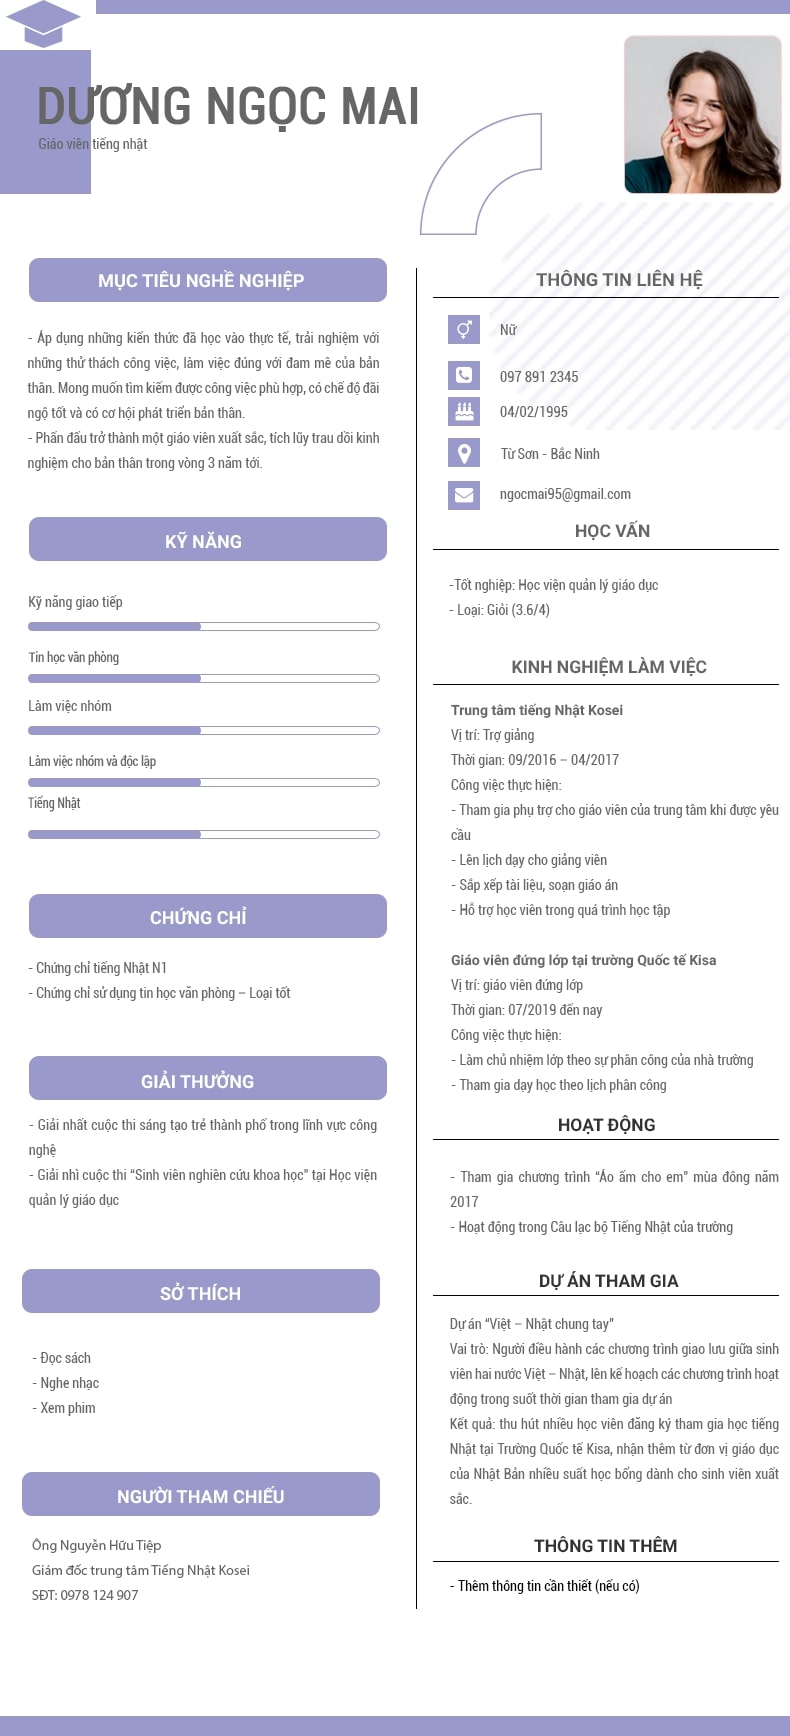 DƯƠNG NGỌC MAI
Giáo viên tiếng nhật
MỤC TIÊU NGHỀ NGHIỆP
- Áp dụng những kiến thức đã học vào thực tế, trải nghiệm với
những thử thách công việc, làm việc đúng với đam mê của bản
thân. Mong muốn tìm kiếm được công việc phù hợp, có chế độ đãi
ngộ tốt và có cơ hội phát triển bản thân.
- Phấn đấu trở thành một giáo viên xuất sắc, tích lũy trau dồi kinh
nghiệm cho bản thân trong vòng 3 năm tới.
KỸ NĂNG
Kỹ năng giao tiếp
Tin học văn phòng
Làm việc nhóm
Làm việc nhóm và độc lập
Tiếng Nhật
CHỨNG CHỈ
- Chứng chỉ tiếng Nhật N1
- Chứng chỉ sử dụng tin học văn phòng – Loại tốt
GIẢI THƯỞNG
- Giải nhất cuộc thi sáng tạo trẻ thành phố trong lĩnh vực công
nghệ
- Giải nhì cuộc thi “Sinh viên nghiên cứu khoa học” tại Học viện
quản lý giáo dục
SỞ THÍCH
- Đọc sách
- Nghe nhạc
- Xem phim
NGƯỜI THAM CHIẾU
Ông Nguyễn Hữu Tiệp
Giám đốc trung tâm Tiếng Nhật Kosei
SĐT: 0978 124 907
THÔNG TIN LIÊN HỆ
Nữ
097 891 2345
04/02/1995
Từ Sơn - Bắc Ninh
ngocmai95@gmail.com
HỌC VẤN
-Tốt nghiệp: Học viện quản lý giáo dục
- Loại: Giỏi (3.6/4)
KINH NGHIỆM LÀM VIỆC
Trung tâm tiếng Nhật Kosei
Vị trí: Trợ giảng
Thời gian: 09/2016 – 04/2017
Công việc thực hiện:
- Tham gia phụ trợ cho giáo viên của trung tâm khi được yêu
cầu
- Lên lịch dạy cho giảng viên
- Sắp xếp tài liệu, soạn giáo án
- Hỗ trợ học viên trong quá trình học tập
Giáo viên đứng lớp tại trường Quốc tế Kisa
Vị trí: giáo viên đứng lớp
Thời gian: 07/2019 đến nay
Công việc thực hiện:
- Làm chủ nhiệm lớp theo sự phân công của nhà trường
- Tham gia dạy học theo lịch phân công
HOẠT ĐỘNG
- Tham gia chương trình “Áo ấm cho em” mùa đông năm
2017
- Hoạt động trong Câu lạc bộ Tiếng Nhật của trường
DỰ ÁN THAM GIA
Dự án “Việt – Nhật chung tay”
Vai trò: Người điều hành các chương trình giao lưu giữa sinh
viên hai nước Việt – Nhật, lên kế hoạch các chương trình hoạt
động trong suốt thời gian tham gia dự án
Kết quả: thu hút nhiều học viên đăng ký tham gia học tiếng
Nhật tại Trường Quốc tế Kisa, nhận thêm từ đơn vị giáo dục
của Nhật Bản nhiều suất học bổng dành cho sinh viên xuất
sắc.
THÔNG TIN THÊM
- Thêm thông tin cần thiết (nếu có)